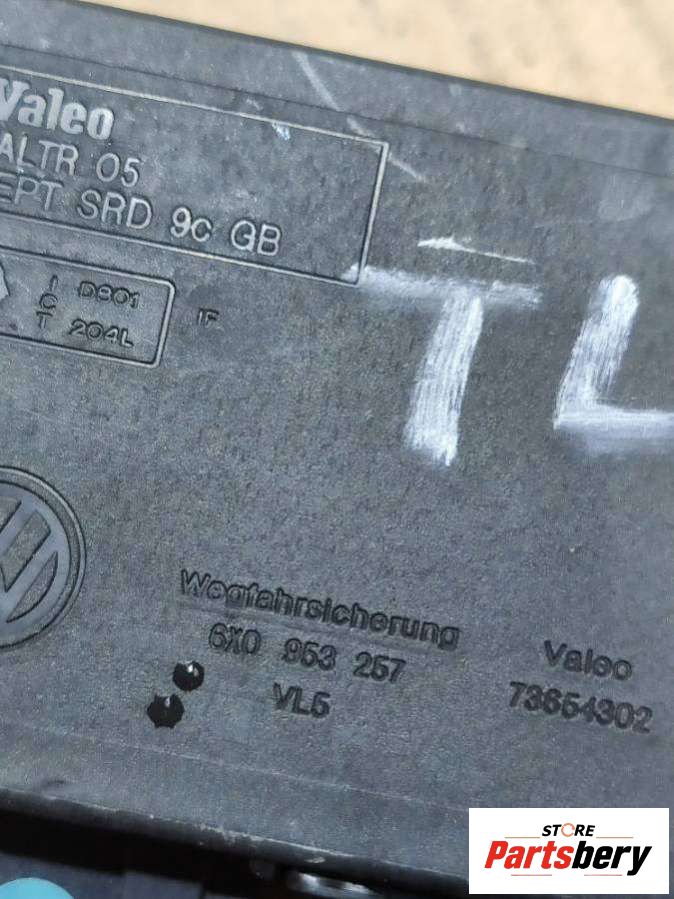 Valeo
ALTR 05
EPT SRD 9c GB
I D801
C
T 204L
IF
TL
Wegfahrsicherung
6X0 953 257
VL5
Valeo
73654302
STORE
Partsbery